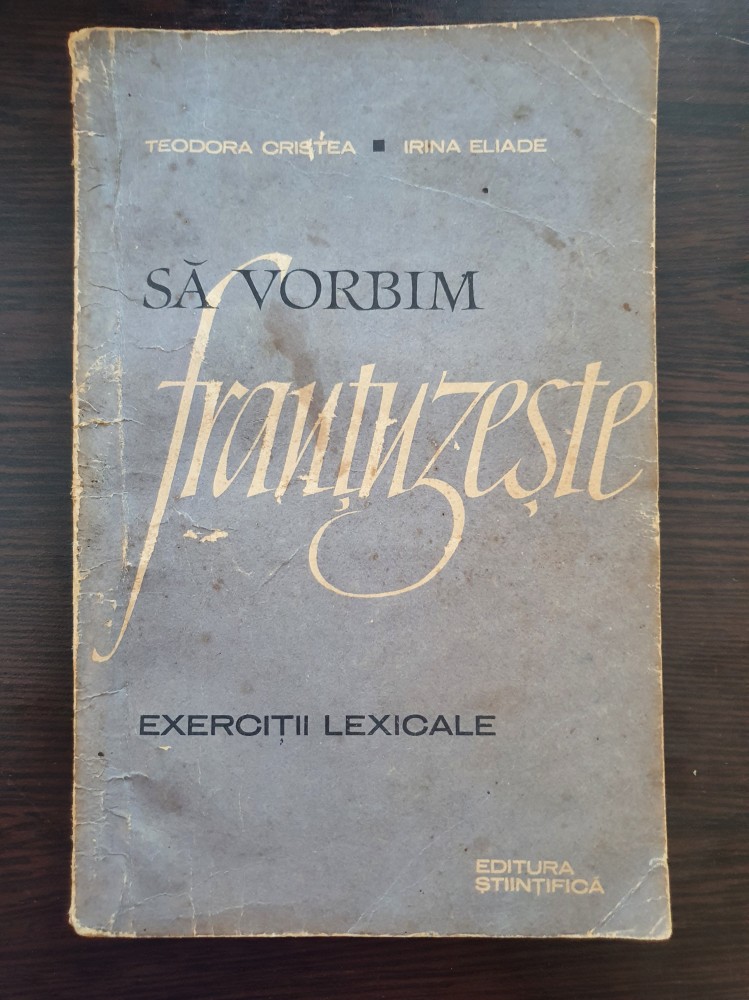 TEODORA CRISTEA ■ IRINA ELIADE
SĂ VORBIM
franțuzește
EXERCIȚII LEXICALE
EDITURA
ȘTIINȚIFICĂ